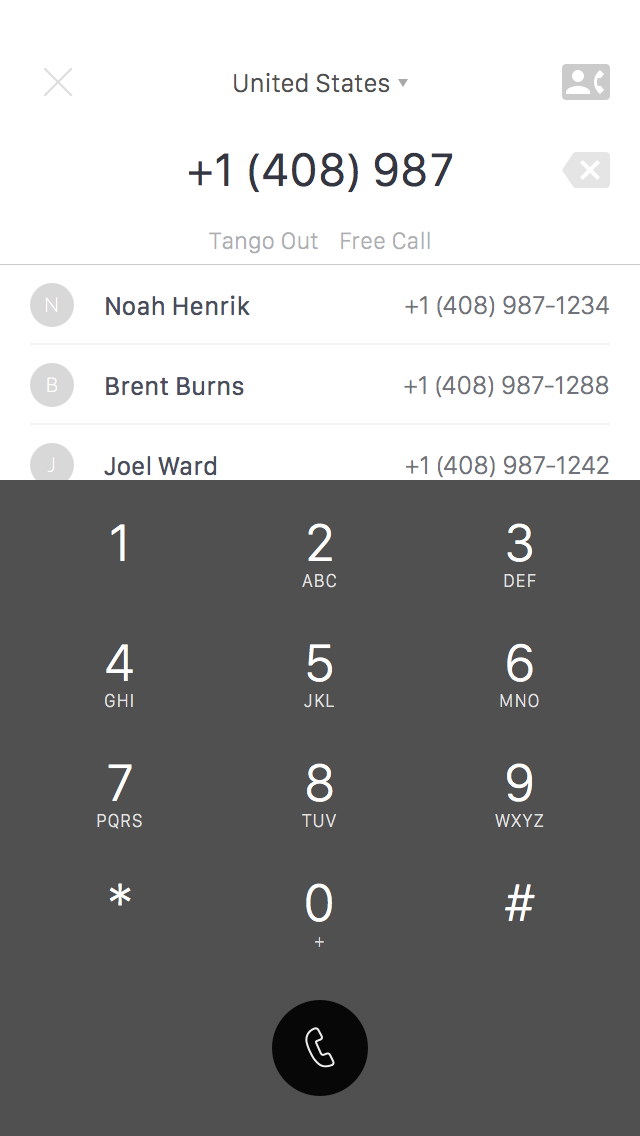 United States
+1 (408) 987
Tango Out Free Call
N Noah Henrik +1 (408) 987-1234
B Brent Burns +1 (408) 987-1288
J Joel Ward +1 (408) 987-1242
1 2 3
ABC DEF
4 5 6
GHI JKL MNO
7 8 9
PQRS TUV WXYZ
* 0 #
+